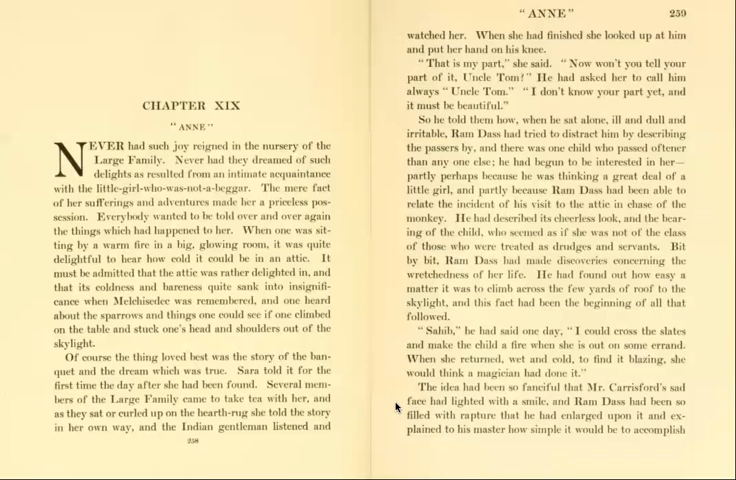 CHAPTER XIX
"ANNE"
NEVER had such joy reigned in the nursery of the
Large Family. Never had they dreamed of such
delights as resulted from an intimate acquaintance
with the little-girl-who-was-not-a-beggar. The mere fact
of her sufferings and adventures made her a priceless pos-
session. Everybody wanted to be told over and over again
the things which had happened to her. When one was sit-
ting by a warm fire in a big, glowing room, it was quite
delightful to hear how cold it could be in an attic. It
must be admitted that the attic was rather delighted in, and
that its coldness and bareness quite sank into insignifi-
cance when Melchisedec was remembered, and one heard
about the sparrows and things one could see if one climbed
on the table and stuck one's head and shoulders out of the
skylight.
Of course the thing loved best was the story of the ban-
quet and the dream which was true. Sara told it for the
first time the day after she had been found. Several mem-
bers of the Large Family came to take tea with her, and
as they sat or curled up on the hearth-rug she told the story
in her own way, and the Indian gentleman listened and
258
"ANNE" 259
watched her. When she had finished she looked up at him
and put her hand on his knee.
"That is my part," she said. "Now won't you tell your
part of it, Uncle Tom?" He had asked her to call him
always "Uncle Tom." "I don't know your part yet, and
it must be beautiful."
So he told them how, when he sat alone, ill and dull and
irritable, Ram Dass had tried to distract him by describing
the passers by, and there was one child who passed oftener
than any one else; he had begun to be interested in her—
partly perhaps because he was thinking a great deal of a
little girl, and partly because Ram Dass had been able to
relate the incident of his visit to the attic in chase of the
monkey. He had described its cheerless look, and the bear-
ing of the child, who seemed as if she was not of the class
of those who were treated as drudges and servants. Bit
by bit, Ram Dass had made discoveries concerning the
wretchedness of her life. He had found out how easy a
matter it was to climb across the few yards of roof to the
skylight, and this fact had been the beginning of all that
followed.
"Sahib," he had said one day, "I could cross the slates
and make the child a fire when she is out on some errand.
When she returned, wet and cold, to find it blazing, she
would think a magician had done it."
The idea had been so fanciful that Mr. Carrisford's sad
face had lighted with a smile, and Ram Dass had been so
filled with rapture that he had enlarged upon it and ex-
plained to his master how simple it would be to accomplish